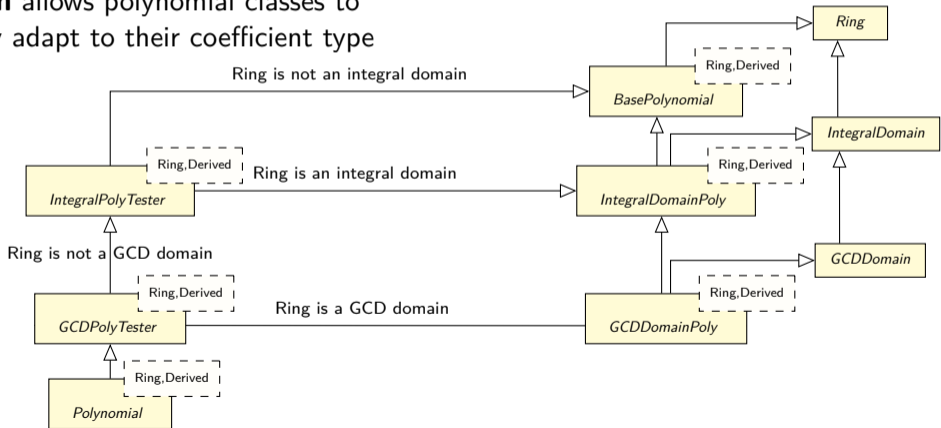 allows polynomial classes to
adapt to their coefficient type
Ring
Ring,Derived
Ring is not an integral domain
BasePolynomial
IntegralDomain
Ring,Derived
Ring,Derived
Ring is an integral domain
IntegralPolyTester
IntegralDomainPoly
Ring is not a GCD domain
GCDDomain
Ring,Derived
Ring,Derived
Ring is a GCD domain
GCDPolyTester
GCDDomainPoly
Ring,Derived
Polynomial